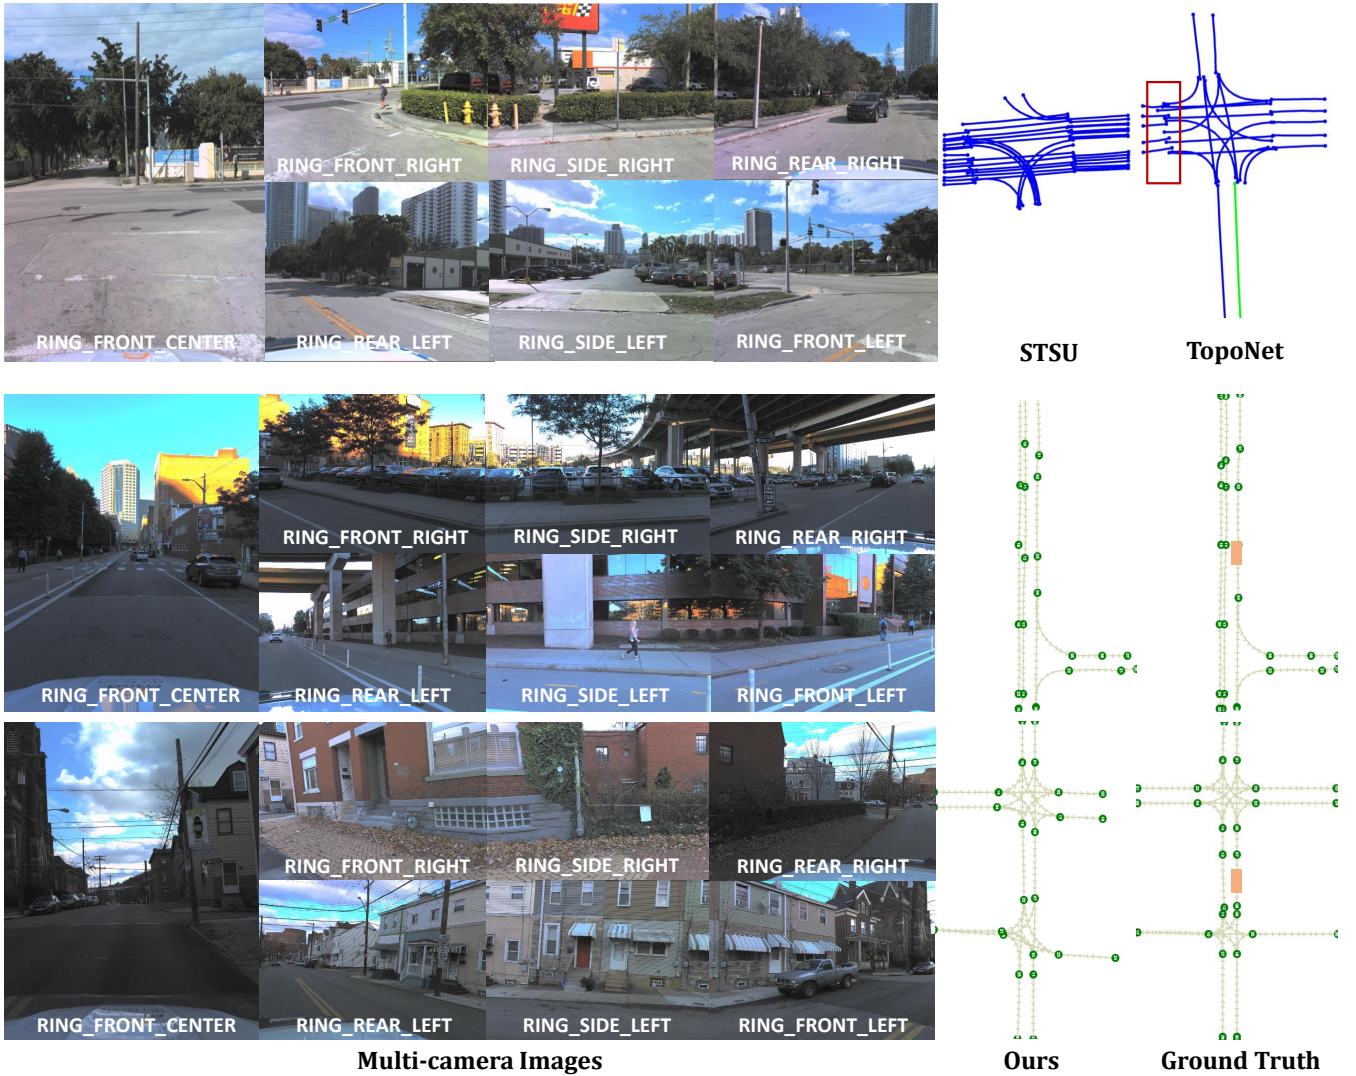 RING_FRONT_CENTER
RING_FRONT_RIGHT
RING_SIDE_RIGHT
RING_REAR_RIGHT
RING_REAR_LEFT
RING_SIDE_LEFT
RING_FRONT_LEFT
STSU
TopoNet
RING_FRONT_CENTER
RING_FRONT_RIGHT
RING_SIDE_RIGHT
RING_REAR_RIGHT
RING_REAR_LEFT
RING_SIDE_LEFT
RING_FRONT_LEFT
RING_FRONT_CENTER
RING_FRONT_RIGHT
RING_SIDE_RIGHT
RING_REAR_RIGHT
RING_REAR_LEFT
RING_SIDE_LEFT
RING_FRONT_LEFT
Multi-camera Images
Ours
Ground Truth